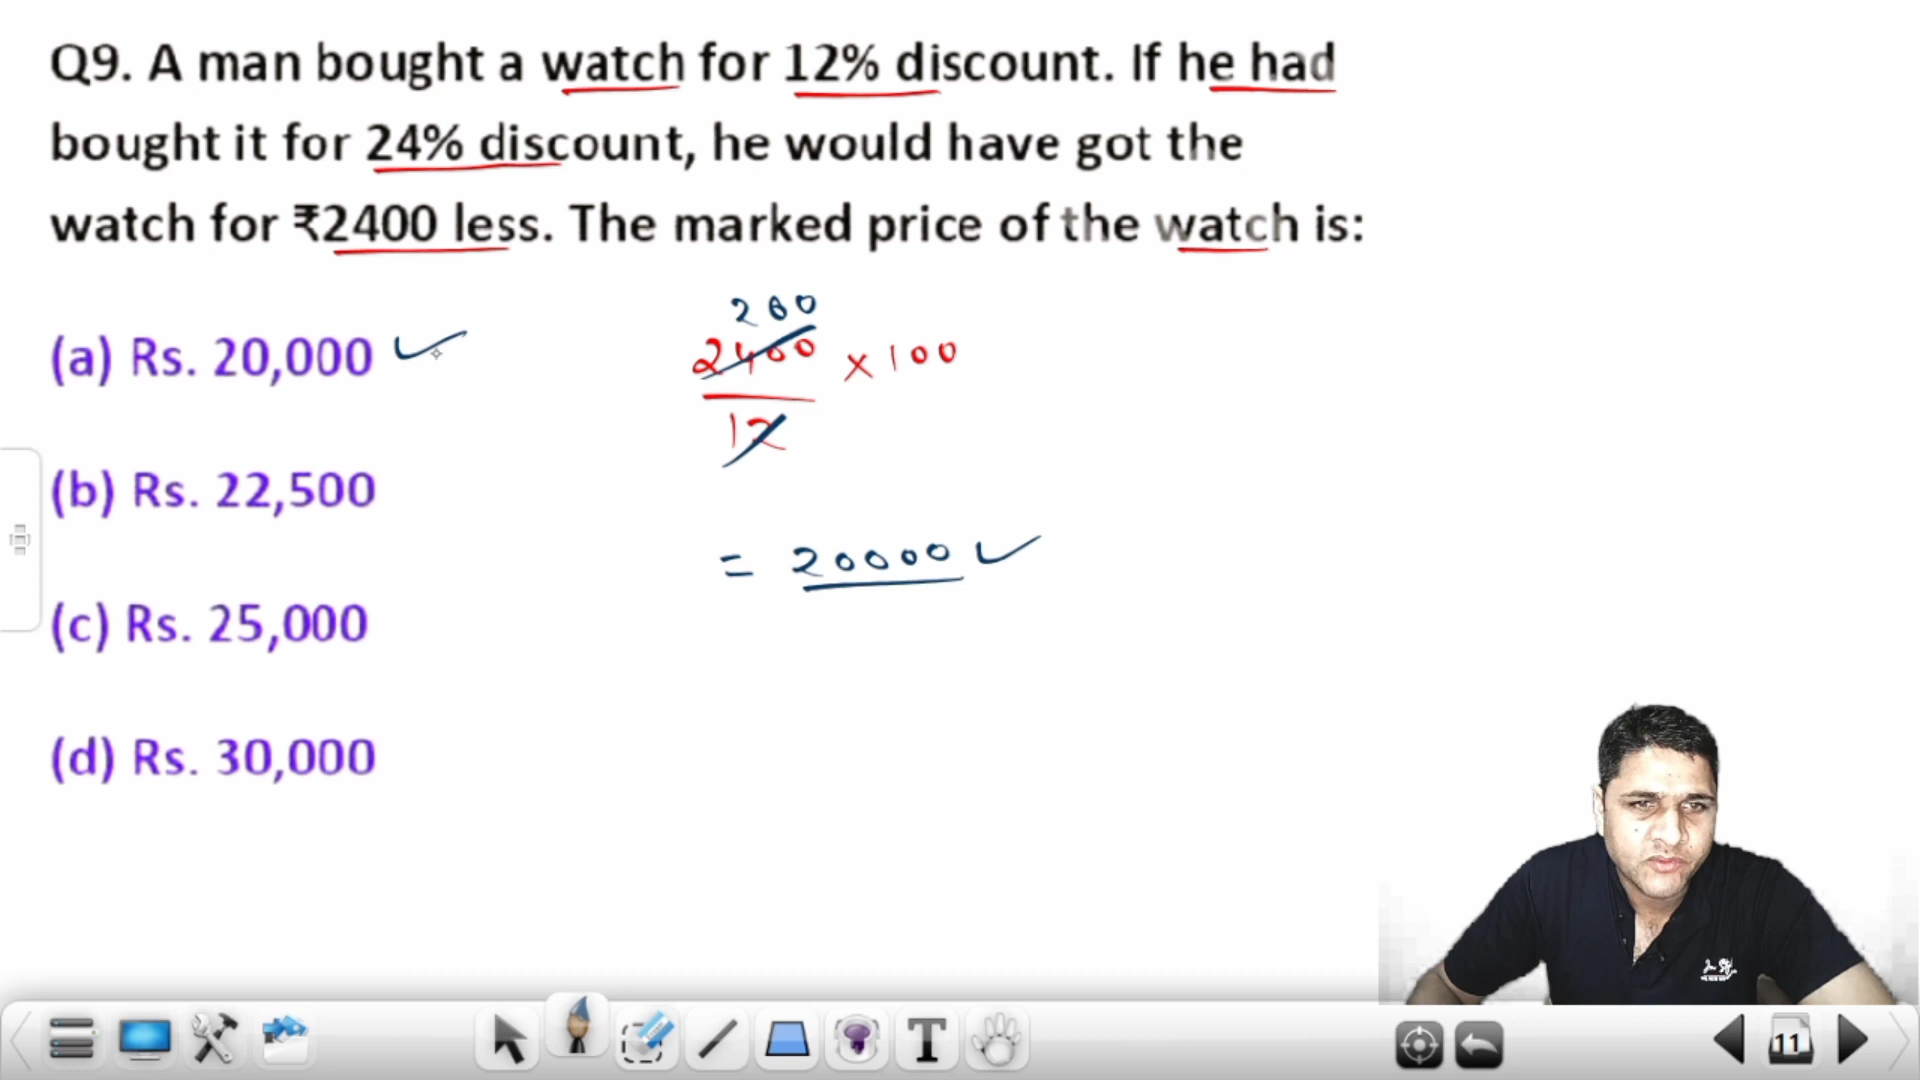 Q9. A man bought a watch for 12% discount. If he had
bought it for 24% discount, he would have got the
watch for ₹2400 less. The marked price of the watch is:
(a) Rs. 20,000
(b) Rs. 22,500
(c) Rs. 25,000
(d) Rs. 30,000
200
2400 × 100
12
= 20000
T
11